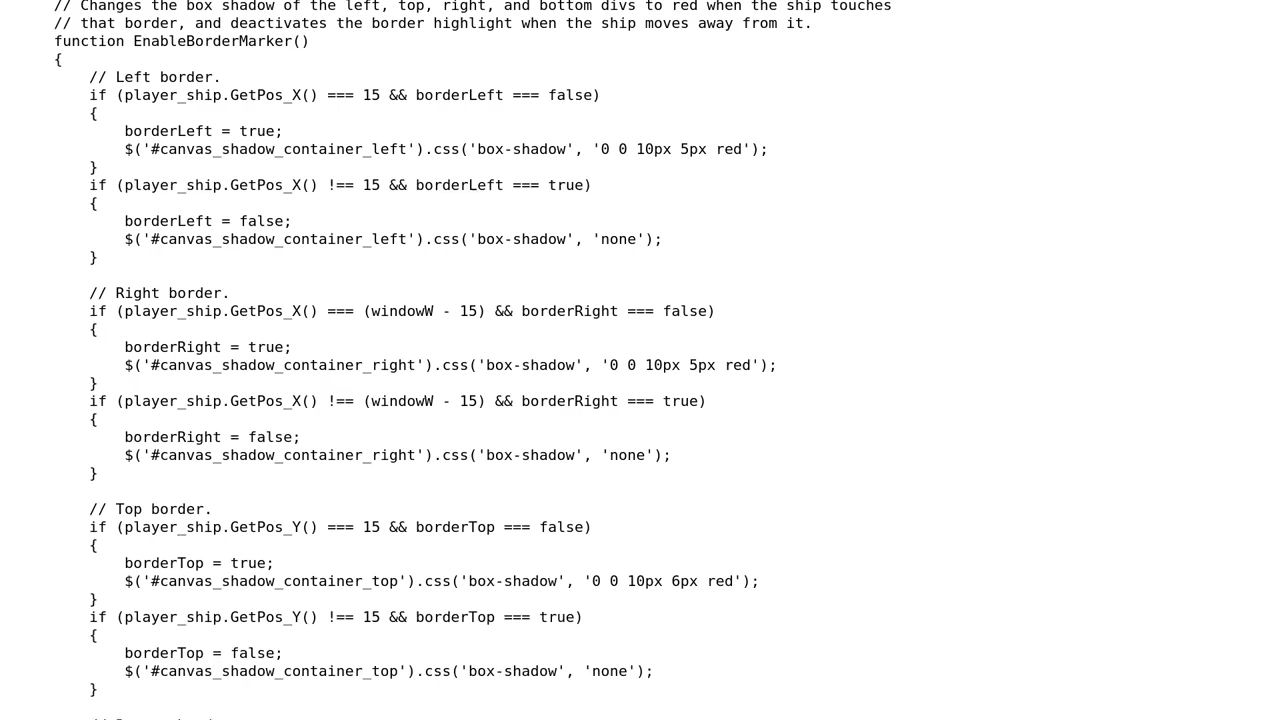 // Changes the box shadow of the left, top, right, and bottom divs to red when the ship touches
// that border, and deactivates the border highlight when the ship moves away from it.
function EnableBorderMarker()
{
    // Left border.
    if (player_ship.GetPos_X() === 15 && borderLeft === false)
    {
        borderLeft = true;
        $('#canvas_shadow_container_left').css('box-shadow', '0 0 10px 5px red');
    }
    if (player_ship.GetPos_X() !== 15 && borderLeft === true)
    {
        borderLeft = false;
        $('#canvas_shadow_container_left').css('box-shadow', 'none');
    }

    // Right border.
    if (player_ship.GetPos_X() === (windowW - 15) && borderRight === false)
    {
        borderRight = true;
        $('#canvas_shadow_container_right').css('box-shadow', '0 0 10px 5px red');
    }
    if (player_ship.GetPos_X() !== (windowW - 15) && borderRight === true)
    {
        borderRight = false;
        $('#canvas_shadow_container_right').css('box-shadow', 'none');
    }

    // Top border.
    if (player_ship.GetPos_Y() === 15 && borderTop === false)
    {
        borderTop = true;
        $('#canvas_shadow_container_top').css('box-shadow', '0 0 10px 6px red');
    }
    if (player_ship.GetPos_Y() !== 15 && borderTop === true)
    {
        borderTop = false;
        $('#canvas_shadow_container_top').css('box-shadow', 'none');
    }